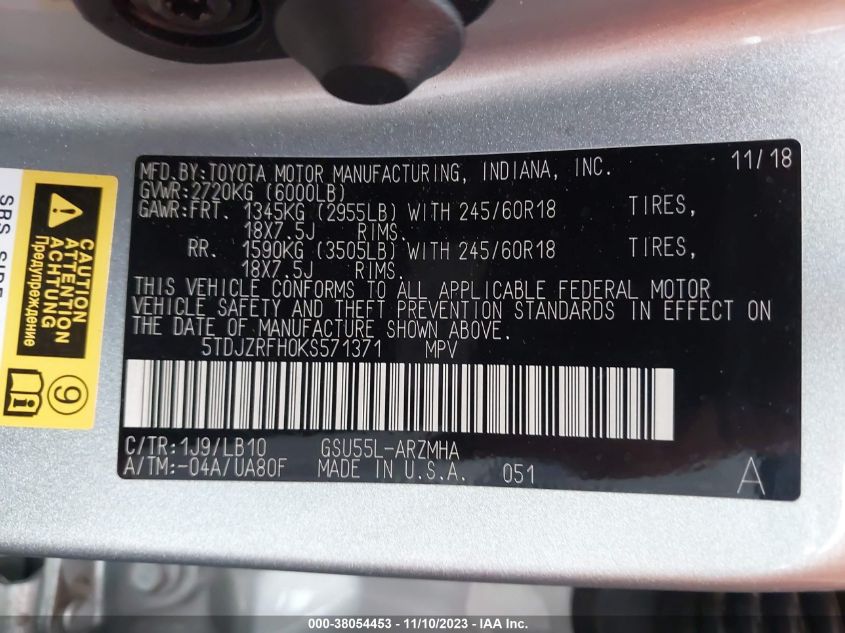 MFD.BY:TOYOTA MOTOR MANUFACTURING, INDIANA, INC. 11/18
GVWR:2720KG (6000LB)
GAWR:FRT. 1345KG (2955LB) WITH 245/60R18 TIRES,
18X7.5J RIMS.
RR. 1590KG (3505LB) WITH 245/60R18 TIRES,
18X7.5J RIMS.
THIS VEHICLE CONFORMS TO ALL APPLICABLE FEDERAL MOTOR
VEHICLE SAFETY AND THEFT PREVENTION STANDARDS IN EFFECT ON
THE DATE OF MANUFACTURE SHOWN ABOVE.
5TDJZRFH0KS571371 MPV
C/TR:1J9/LB10 GSU55L-ARZMHA
A/TM:-04A/UA80F MADE IN U.S.A. 051
A
CAUTION
ATTENTION
ACHTUNG
Предупреждение
9
i
SRS SIDE
000-38054453 - 11/10/2023 - IAA Inc.